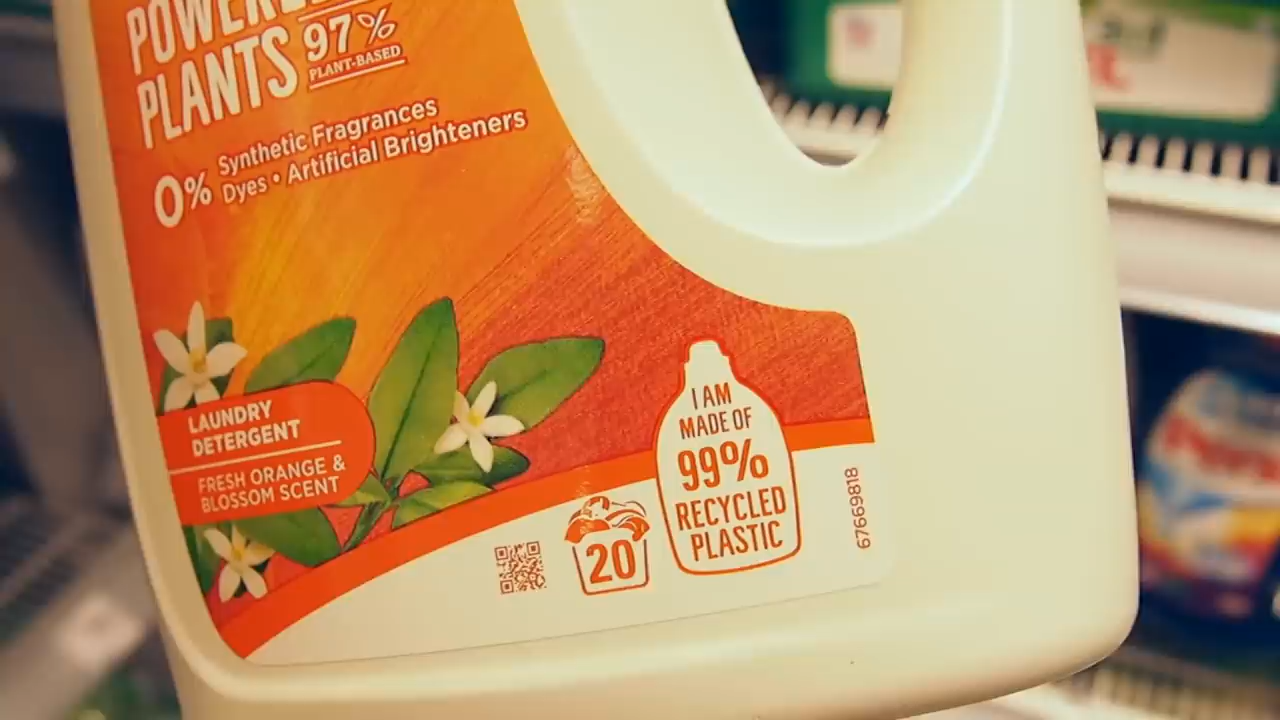 POWERE
PLANTS
97%
PLANT-BASED
0%
Synthetic Fragrances
Dyes • Artificial Brighteners
LAUNDRY
DETERGENT
FRESH ORANGE &
BLOSSOM SCENT
20
I AM
MADE OF
99%
RECYCLED
PLASTIC
67669818